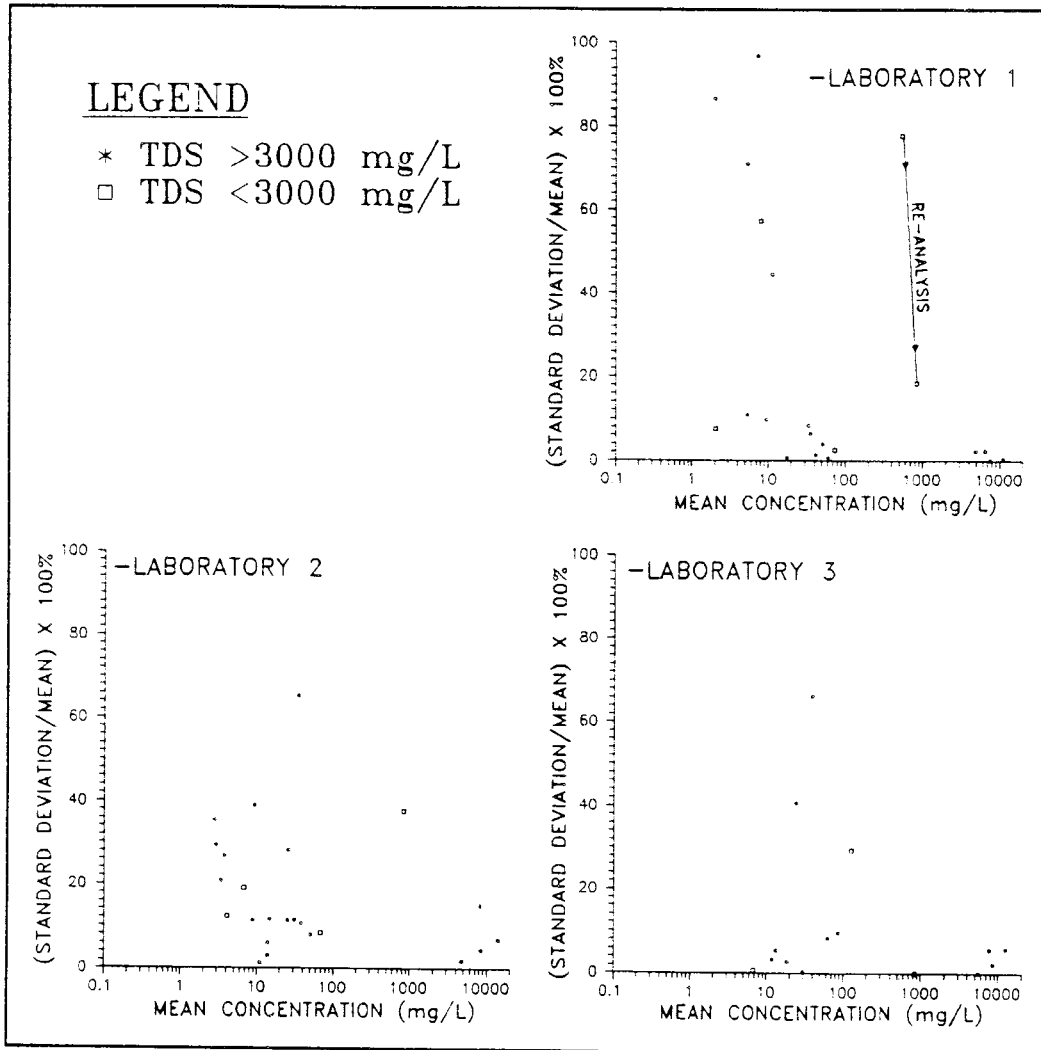 LEGEND
* TDS >3000 mg/L
□ TDS <3000 mg/L
(STANDARD DEVIATION/MEAN) X 100%
100
80
60
40
20
0
-LABORATORY 1
RE-ANALYSIS
0.1 1 10 100 1000 10000
MEAN CONCENTRATION (mg/L)
(STANDARD DEVIATION/MEAN) X 100%
100
80
60
40
20
0
-LABORATORY 2
0.1 1 10 100 1000 10000
MEAN CONCENTRATION (mg/L)
(STANDARD DEVIATION/MEAN) X 100%
100
80
60
40
20
0
-LABORATORY 3
0.1 1 10 100 1000 10000
MEAN CONCENTRATION (mg/L)